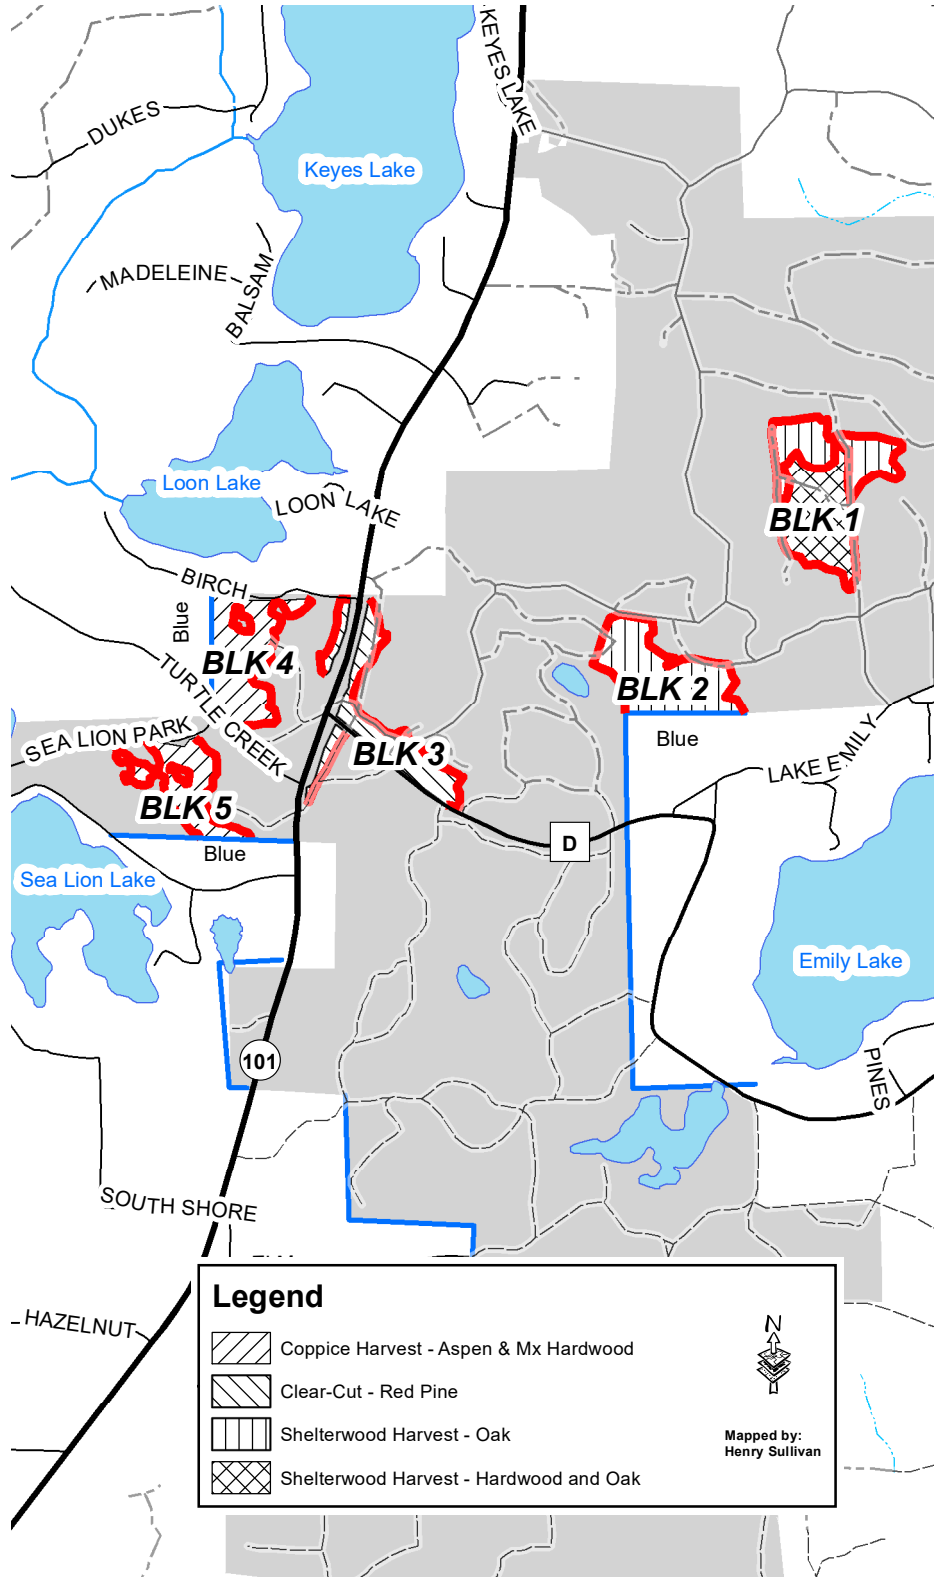 KEYES LAKE
DUKES
Keyes Lake
MADELEINE
BALSAM
Loon Lake
LOON LAKE
BLK 1
BIRCH
Blue
BLK 4
TURTLE CREEK
BLK 2
SEA LION PARK
BLK 3
Blue
LAKE EMILY
BLK 5
D
Blue
Sea Lion Lake
Emily Lake
101
PINES
SOUTH SHORE
HAZELNUT
Legend
Coppice Harvest - Aspen & Mx Hardwood
Clear-Cut - Red Pine
Shelterwood Harvest - Oak
Shelterwood Harvest - Hardwood and Oak
N
Mapped by:
Henry Sullivan